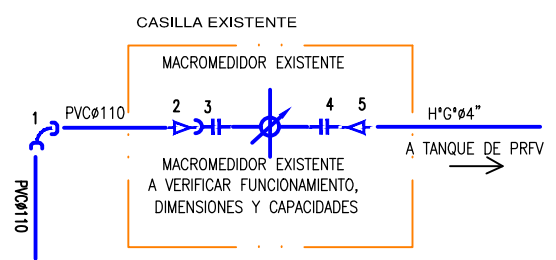 CASILLA EXISTENTE
MACROMEDIDOR EXISTENTE
1
PVCø110
2
3
4
5
H°G°ø4"
A TANQUE DE PRFV
MACROMEDIDOR EXISTENTE
A VERIFICAR FUNCIONAMIENTO,
DIMENSIONES Y CAPACIDADES
PVCø110